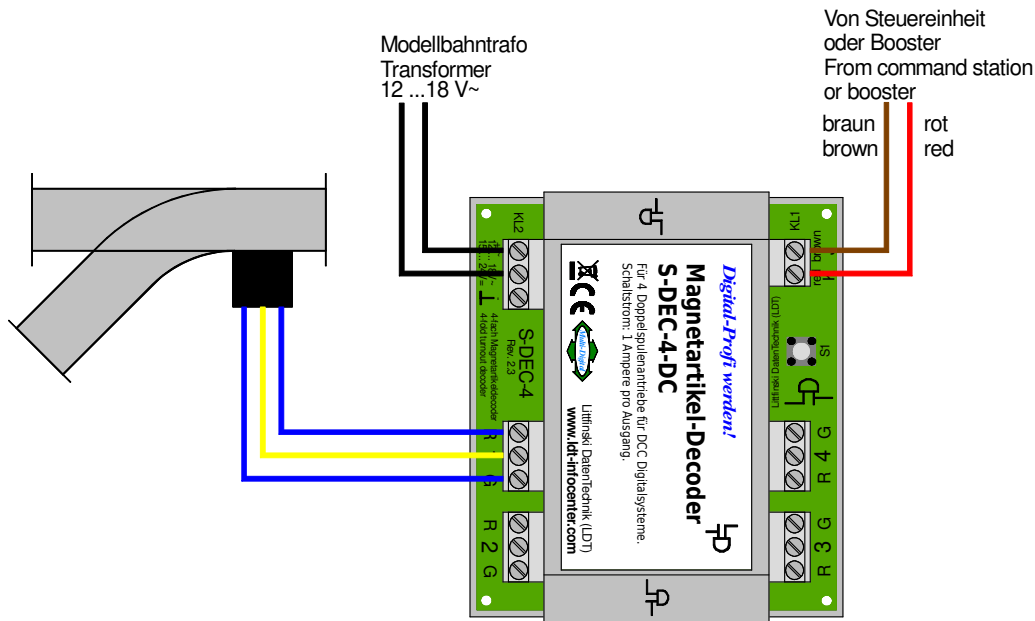 Modellbahntrafo
Transformer
12 ...18 V~
Von Steuereinheit
oder Booster
From command station
or booster
braun rot
brown red
KL2
4-fach Magnetartikeldecoder
4-fold turnout decoder
S-DEC-4
Rev. 2.3
R
G
R 2 G
Digital-Profi werden!
Magnetartikel-Decoder
S-DEC-4-DC
Für 4 Doppelspulenantriebe für DCC Digitalsysteme.
Schaltstrom: 1 Ampere pro Ausgang.
CE
Multi-Digital
Littfinski DatenTechnik (LDT)
www.ldt-infocenter.com
KL1
S1
Littfinski DatenTechnik (LDT)
R 4 G
R 3 G